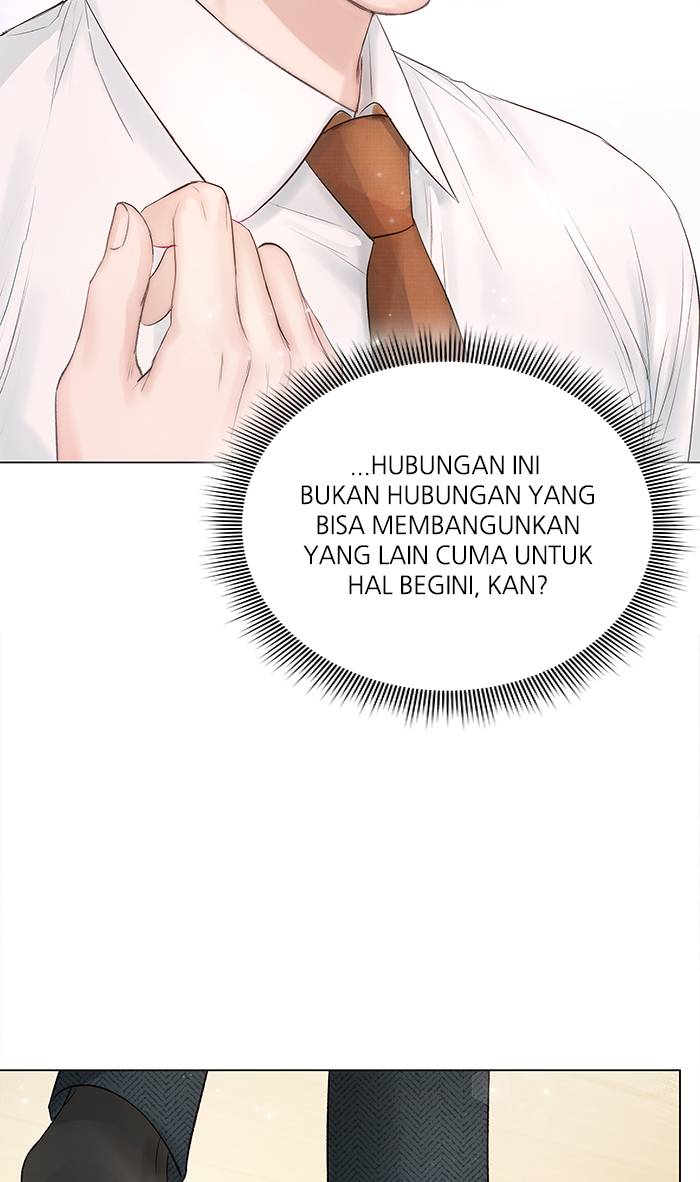 ...HUBUNGAN INI
BUKAN HUBUNGAN YANG
BISA MEMBANGUNKAN
YANG LAIN CUMA UNTUK
HAL BEGINI, KAN?